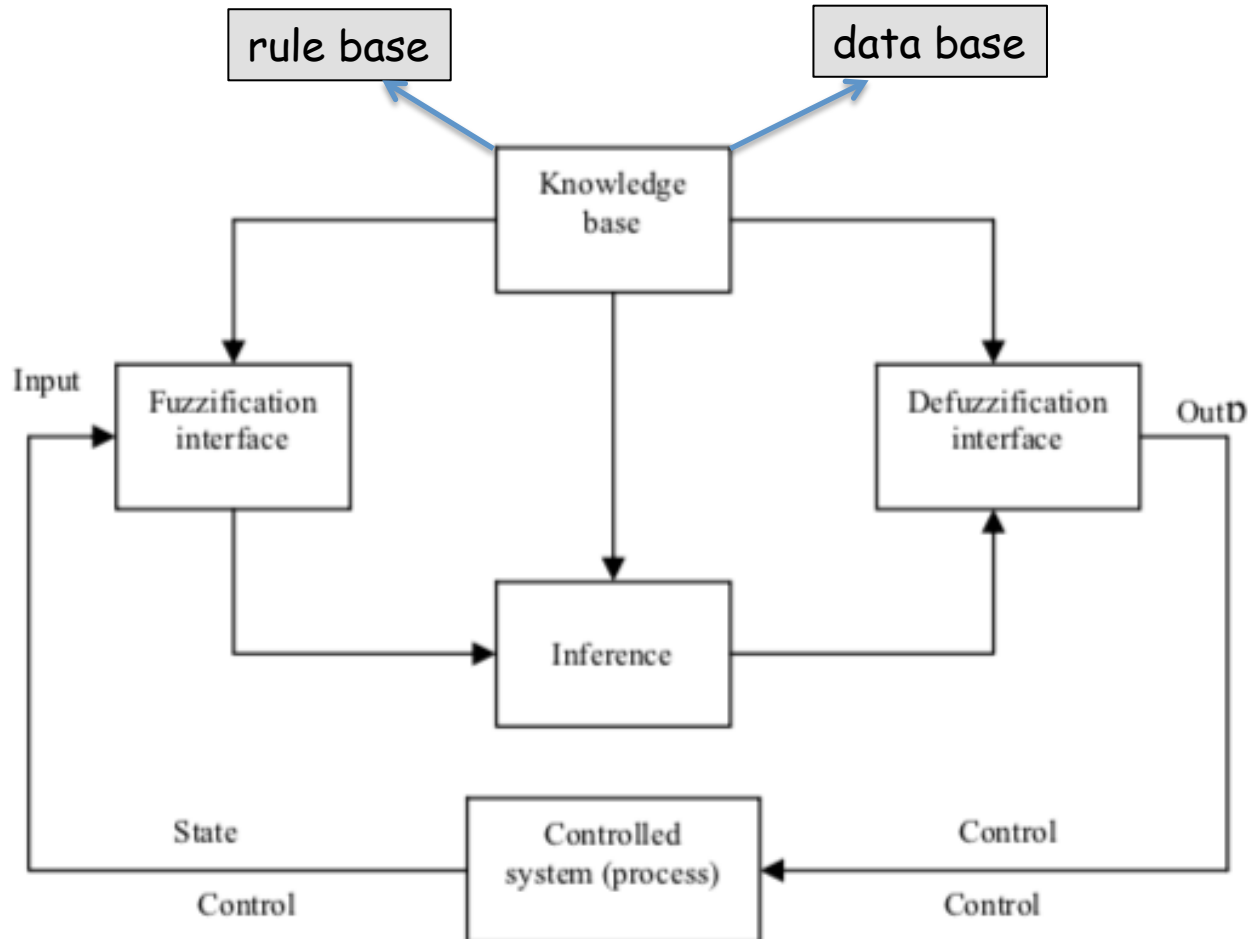 rule base
data base
Knowledge
base
Input
Fuzzification
interface
Defuzzification
interface
Inference
State
Controlled
system (process)
Control
Control
Control